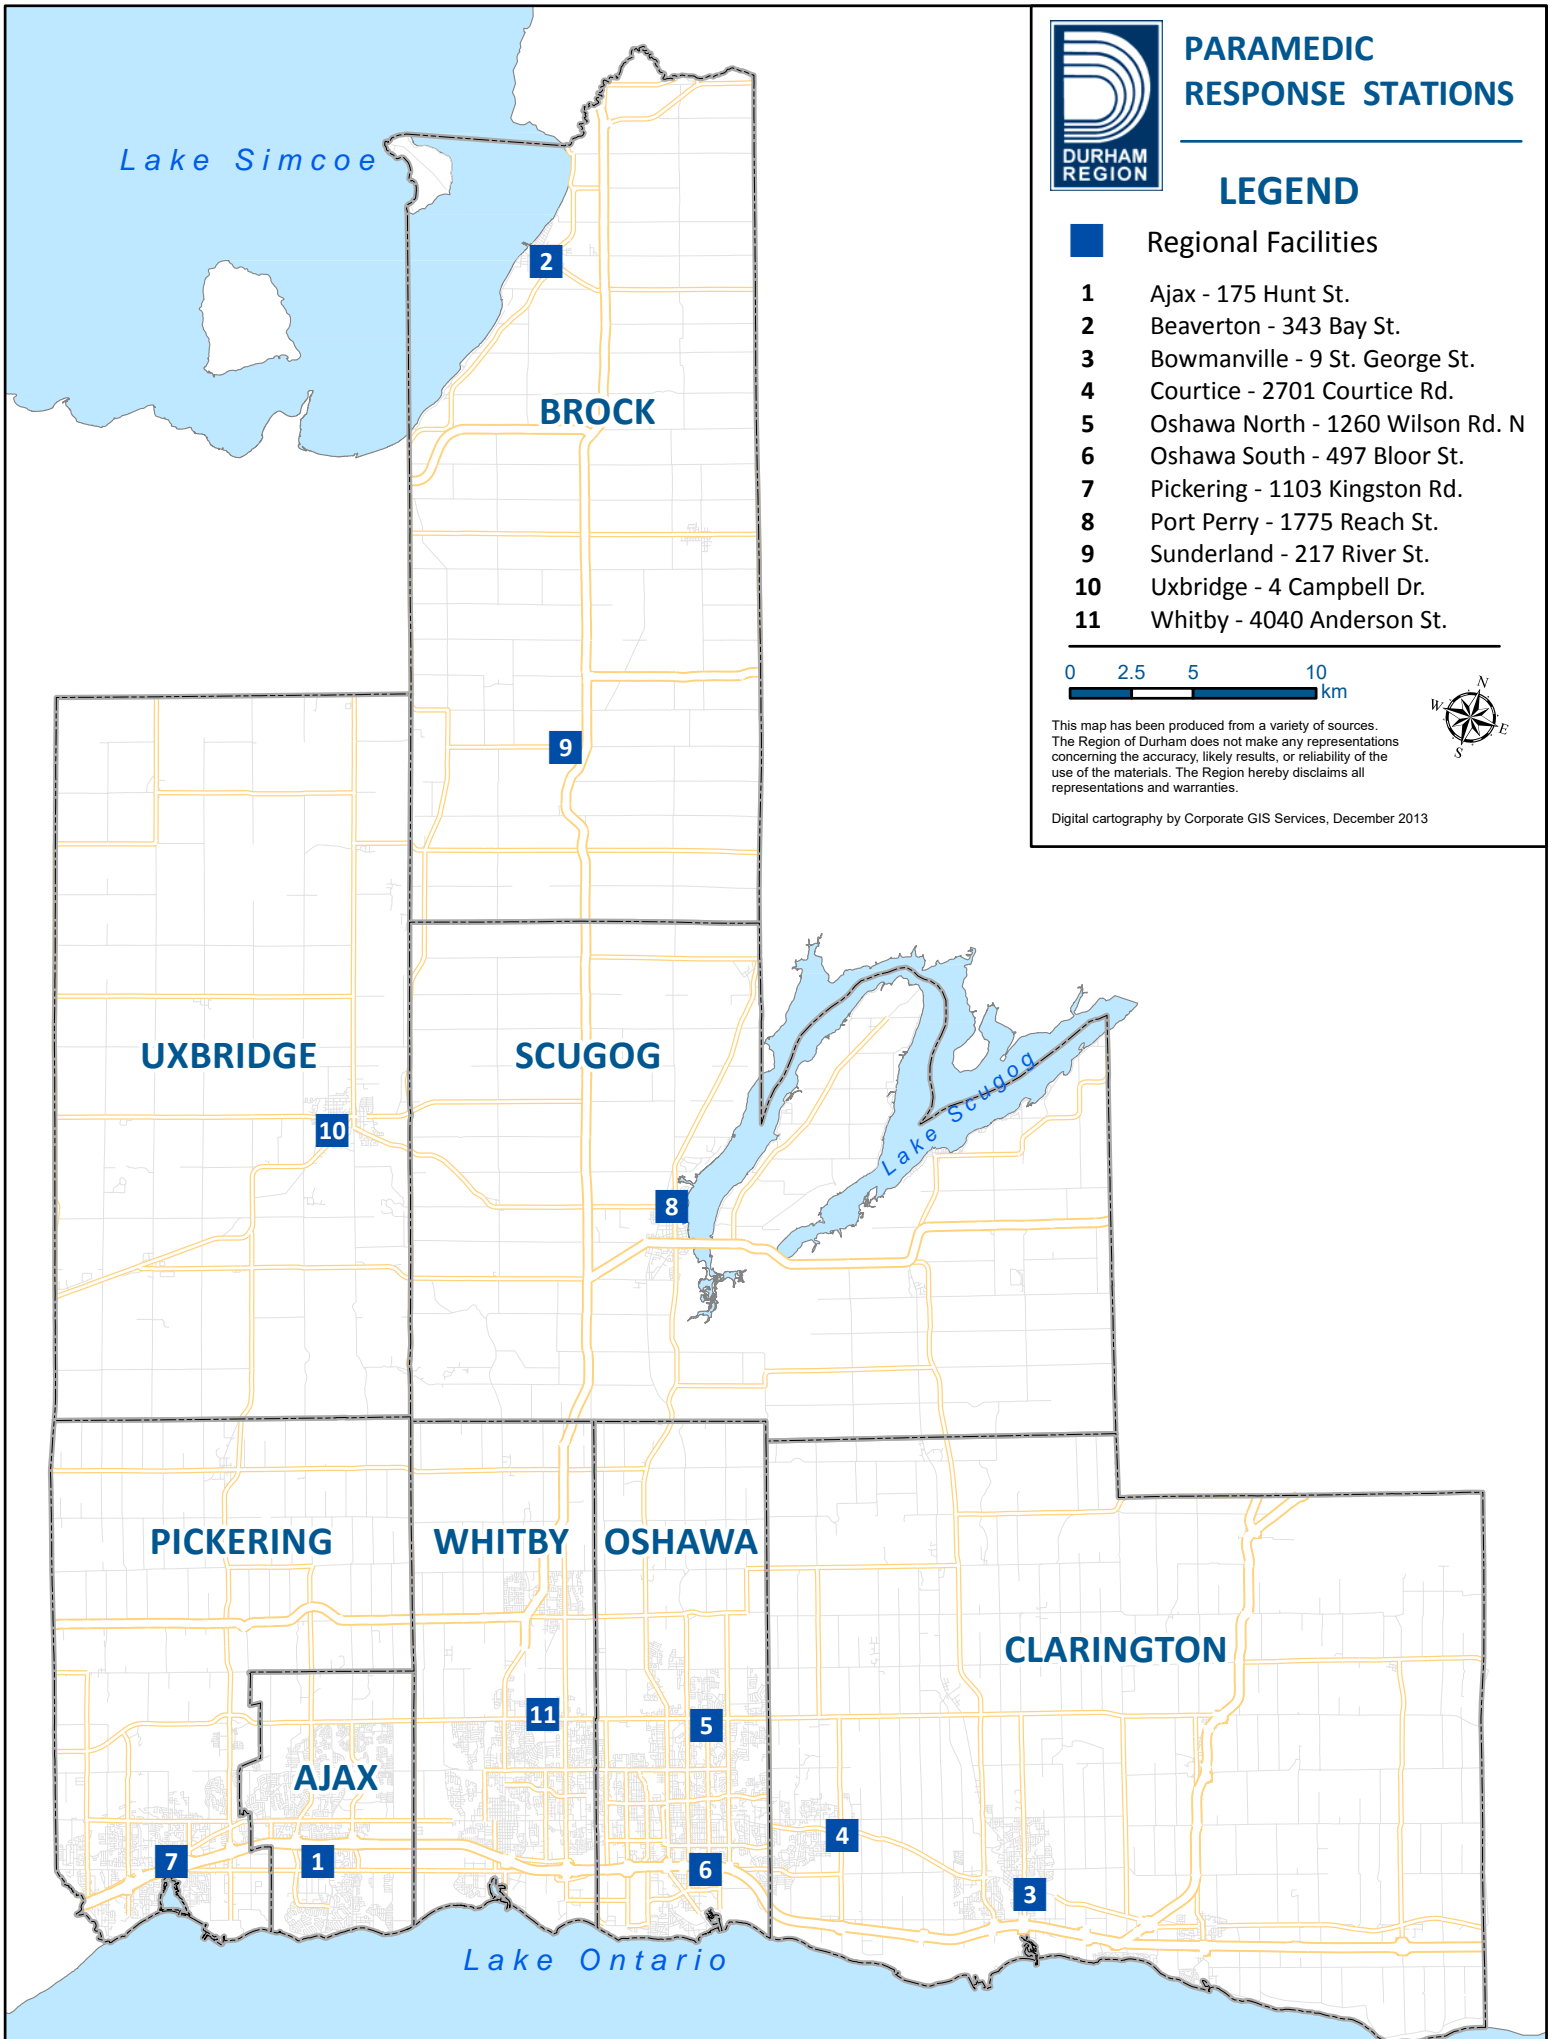 PARAMEDIC
RESPONSE STATIONS
DURHAM
REGION
LEGEND
Regional Facilities
1 Ajax - 175 Hunt St.
2 Beaverton - 343 Bay St.
3 Bowmanville - 9 St. George St.
4 Courtice - 2701 Courtice Rd.
5 Oshawa North - 1260 Wilson Rd. N
6 Oshawa South - 497 Bloor St.
7 Pickering - 1103 Kingston Rd.
8 Port Perry - 1775 Reach St.
9 Sunderland - 217 River St.
10 Uxbridge - 4 Campbell Dr.
11 Whitby - 4040 Anderson St.
0 2.5 5 10
km
N
W
E
S
This map has been produced from a variety of sources.
The Region of Durham does not make any representations
concerning the accuracy, likely results, or reliability of the
use of the materials. The Region hereby disclaims all
representations and warranties.
Digital cartography by Corporate GIS Services, December 2013
Lake Simcoe
2
BROCK
9
UXBRIDGE
SCUGOG
Lake Scugog
10
8
PICKERING
WHITBY
OSHAWA
CLARINGTON
11
5
AJAX
4
7
1
6
3
Lake Ontario